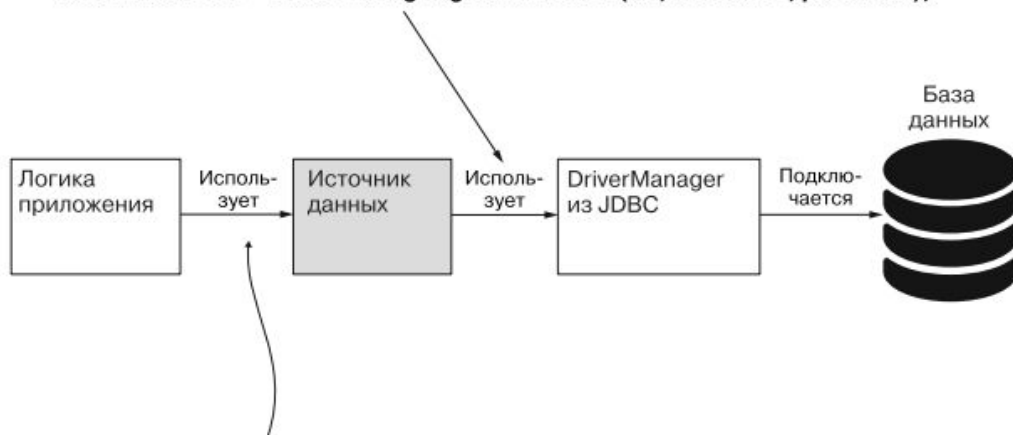 База
данных
Логика
приложения
Исполь-
зует
Источник
данных
Исполь-
зует
DriverManager
из JDBC
Подклю-
чается